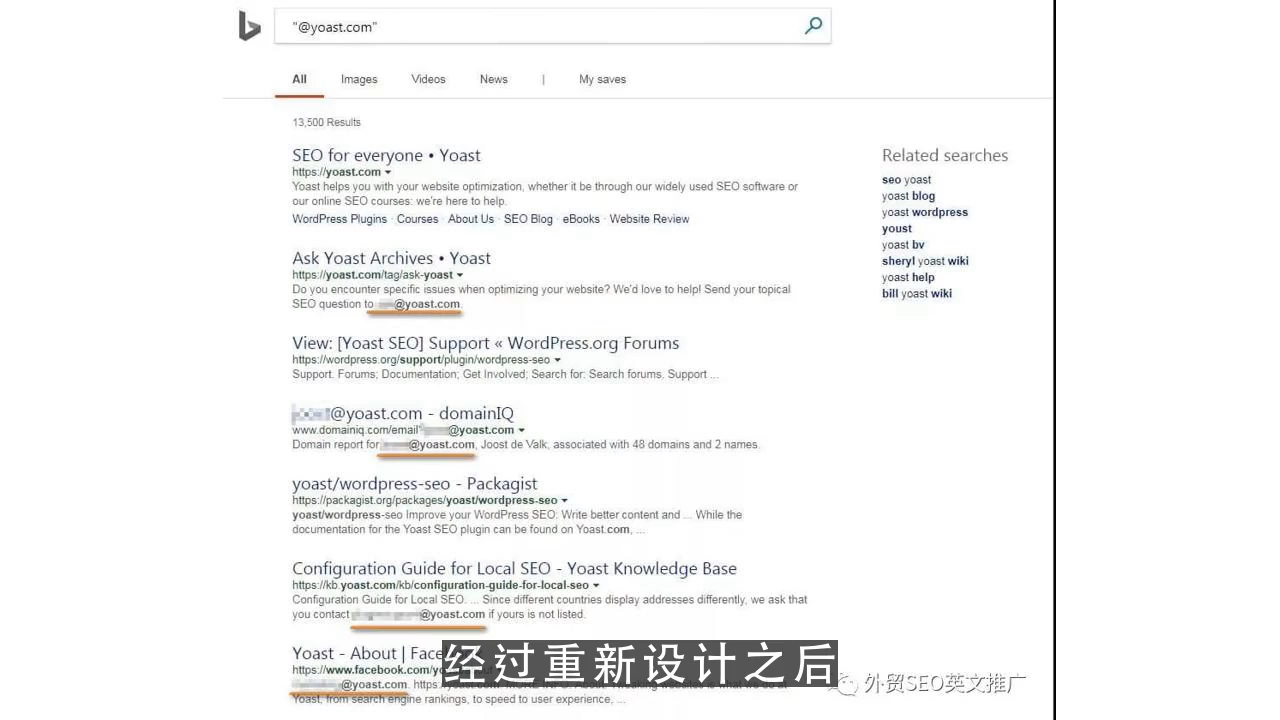 "@yoast.com"
All Images Videos News | My saves
13,500 Results
SEO for everyone • Yoast
https://yoast.com
Yoast helps you with your website optimization, whether it be through our widely used SEO software or
our online SEO courses: we're here to help.
WordPress Plugins · Courses · About Us · SEO Blog · eBooks · Website Review
Ask Yoast Archives • Yoast
https://yoast.com/tag/ask-yoast
Do you encounter specific issues when optimizing your website? We'd love to help! Send your topical
SEO question to @yoast.com.
View: [Yoast SEO] Support « WordPress.org Forums
https://wordpress.org/support/plugin/wordpress-seo
Support. Forums; Documentation; Get Involved; Search for: Search forums. Support ...
@yoast.com - domainIQ
www.domainiq.com/email? @yoast.com
Domain report for @yoast.com, Joost de Valk, associated with 48 domains and 2 names.
yoast/wordpress-seo - Packagist
https://packagist.org/packages/yoast/wordpress-seo
yoast/wordpress-seo Improve your WordPress SEO: Write better content and ... While the
documentation for the Yoast SEO plugin can be found on Yoast.com, ...
Configuration Guide for Local SEO - Yoast Knowledge Base
https://kb.yoast.com/kb/configuration-guide-for-local-seo
Configuration Guide for Local SEO. ... Since different countries display addresses differently, we ask that
you contact @yoast.com if yours is not listed.
Yoast - About | Face
https://www.facebook.com/yo
@yoast.com. https://yoast.com/ MORE INFO. About. Tweaking websites is what we do at
Yoast, from search engine rankings, to speed to user experience, ...
Related searches
seo yoast
yoast blog
yoast wordpress
youst
yoast bv
sheryl yoast wiki
yoast help
bill yoast wiki
经过重新设计之后
外贸SEO英文推广